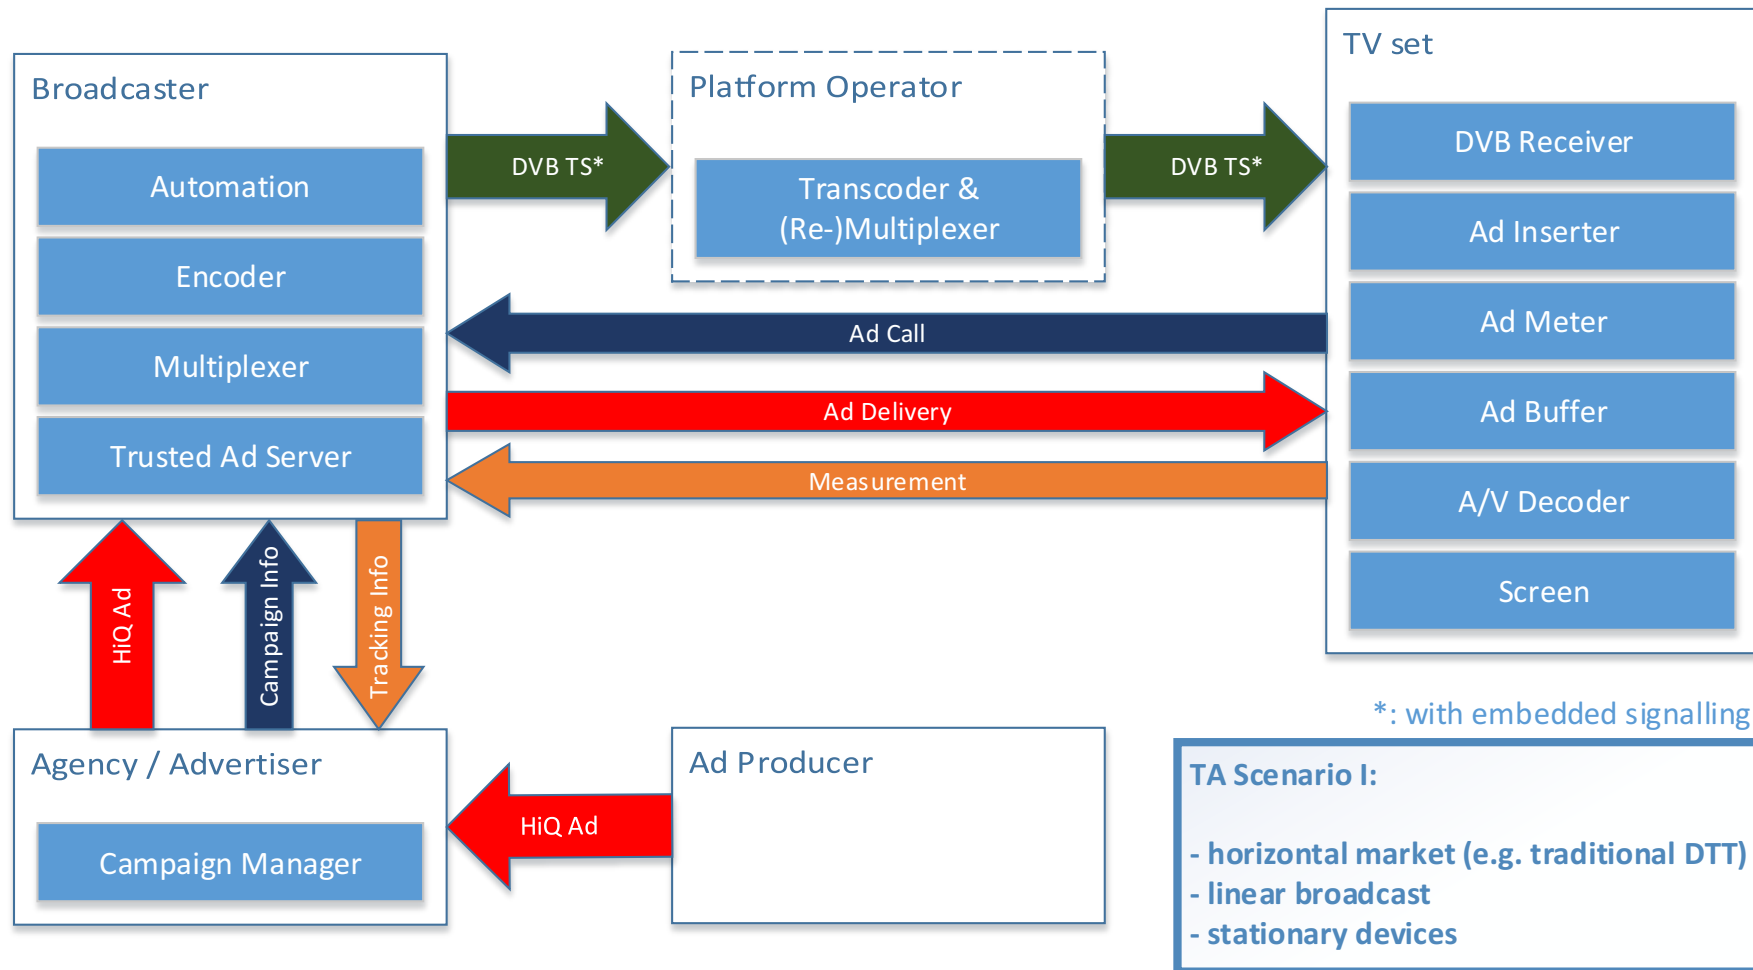 Broadcaster
Automation
Encoder
Multiplexer
Trusted Ad Server
DVB TS*
Platform Operator
Transcoder &
(Re-)Multiplexer
DVB TS*
TV set
DVB Receiver
Ad Inserter
Ad Meter
Ad Buffer
A/V Decoder
Screen
Ad Call
Ad Delivery
Measurement
HiQ Ad
Campaign Info
Tracking Info
Agency / Advertiser
Campaign Manager
HiQ Ad
Ad Producer
*: with embedded signalling
TA Scenario I:
- horizontal market (e.g. traditional DTT)
- linear broadcast
- stationary devices